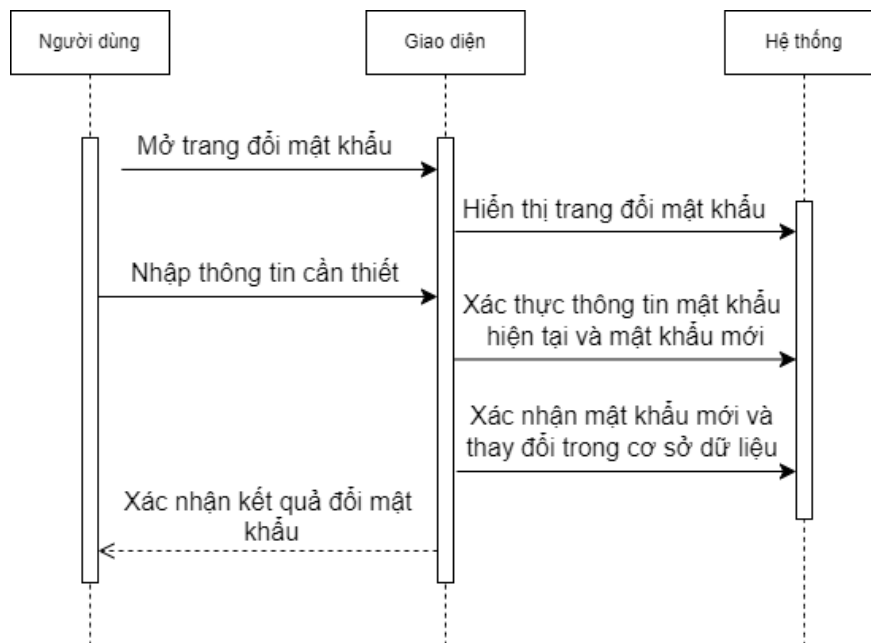 Người dùng
Giao diện
Hệ thống
Mở trang đổi mật khẩu
Hiển thị trang đổi mật khẩu
Nhập thông tin cần thiết
Xác thực thông tin mật khẩu
hiện tại và mật khẩu mới
Xác nhận mật khẩu mới và
thay đổi trong cơ sở dữ liệu
Xác nhận kết quả đổi mật
khẩu